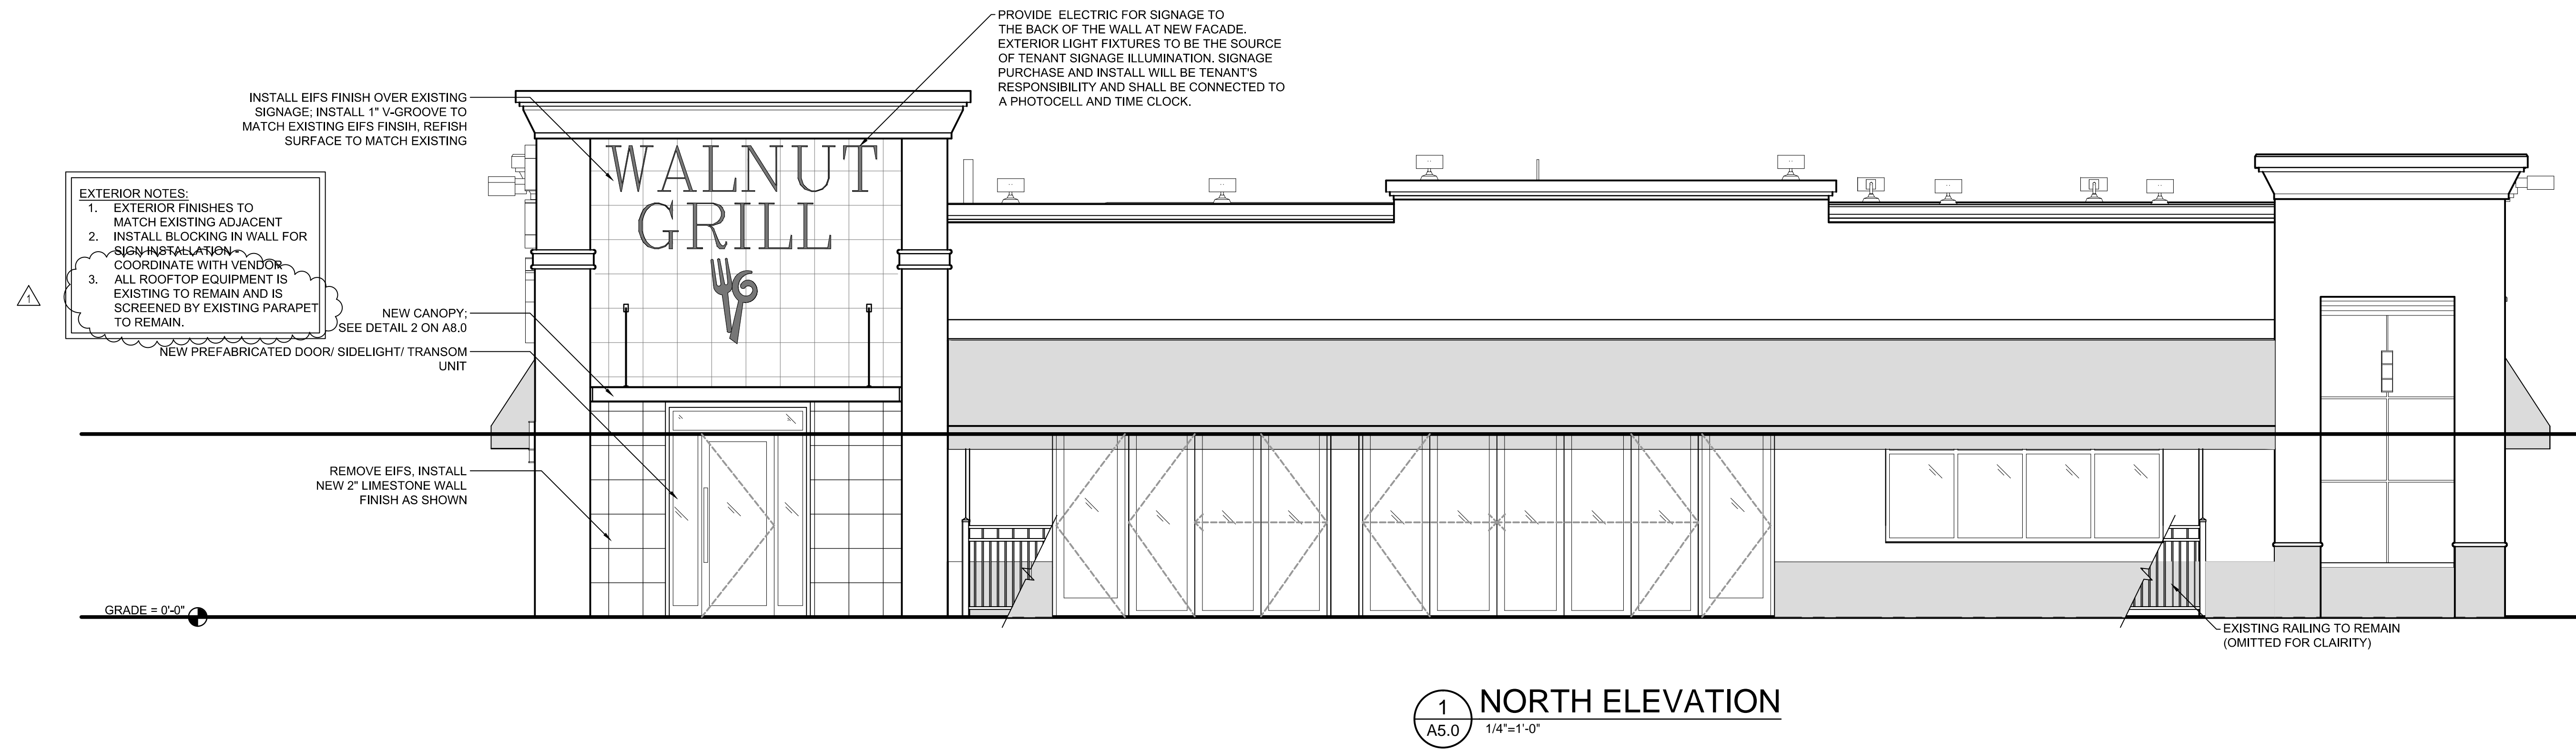 PROVIDE ELECTRIC FOR SIGNAGE TO
THE BACK OF THE WALL AT NEW FACADE.
EXTERIOR LIGHT FIXTURES TO BE THE SOURCE
OF TENANT SIGNAGE ILLUMINATION. SIGNAGE
PURCHASE AND INSTALL WILL BE TENANT'S
RESPONSIBILITY AND SHALL BE CONNECTED TO
A PHOTOCELL AND TIME CLOCK.
INSTALL EIFS FINISH OVER EXISTING
SIGNAGE; INSTALL 1" V-GROOVE TO
MATCH EXISTING EIFS FINSIH, REFISH
SURFACE TO MATCH EXISTING
WALNUT
GRILL
EXTERIOR NOTES:
1. EXTERIOR FINISHES TO
MATCH EXISTING ADJACENT
2. INSTALL BLOCKING IN WALL FOR
SIGN INSTALLATION -
COORDINATE WITH VENDOR
3. ALL ROOFTOP EQUIPMENT IS
EXISTING TO REMAIN AND IS
SCREENED BY EXISTING PARAPET
TO REMAIN.
1
NEW CANOPY;
SEE DETAIL 2 ON A8.0
NEW PREFABRICATED DOOR/ SIDELIGHT/ TRANSOM
UNIT
REMOVE EIFS, INSTALL
NEW 2" LIMESTONE WALL
FINISH AS SHOWN
GRADE = 0'-0"
EXISTING RAILING TO REMAIN
(OMITTED FOR CLAIRITY)
1
A5.0
NORTH ELEVATION
1/4"=1'-0"